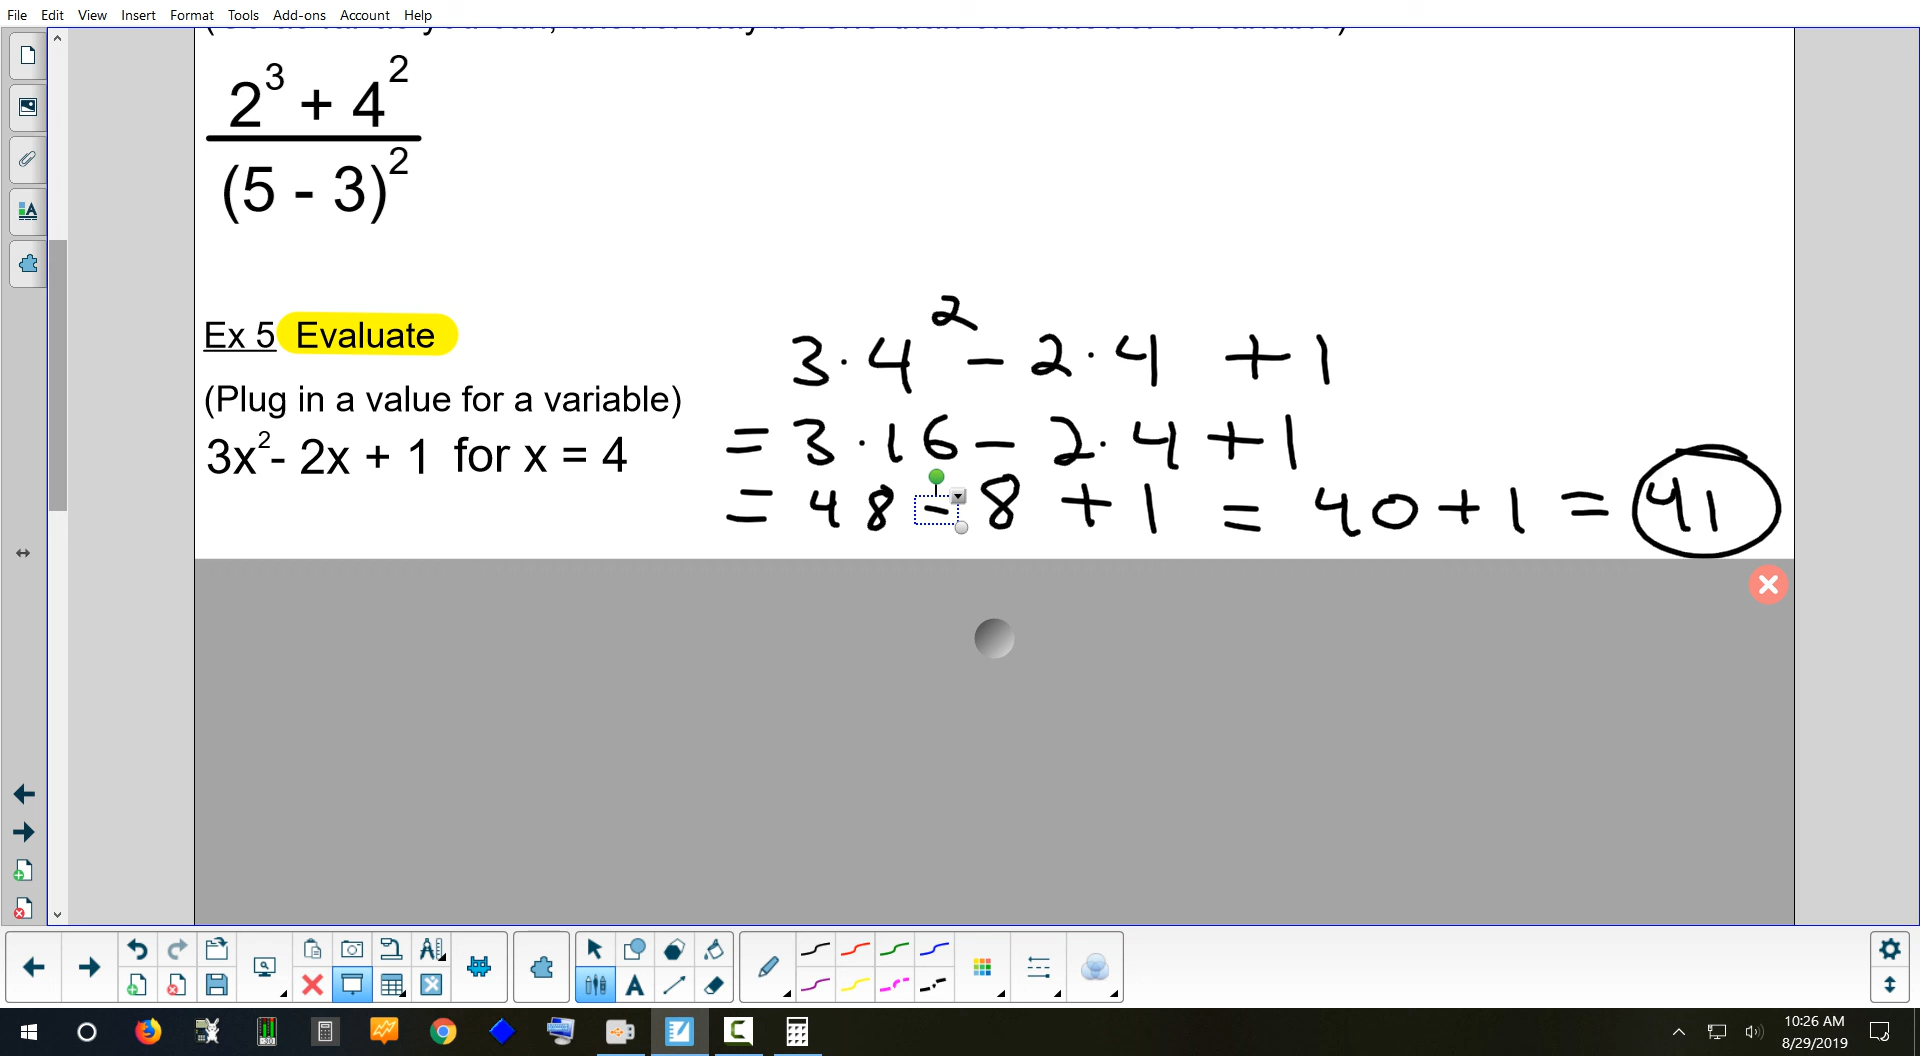 File Edit View Insert Format Tools Add-ons Account Help
2³ + 4²
(5 - 3)²
Ex 5 Evaluate
(Plug in a value for a variable)
3x² - 2x + 1 for x = 4
3·4² - 2·4 + 1
= 3·16 - 2·4 + 1
= 48 - 8 + 1 = 40 + 1 = 41
10:26 AM
8/29/2019